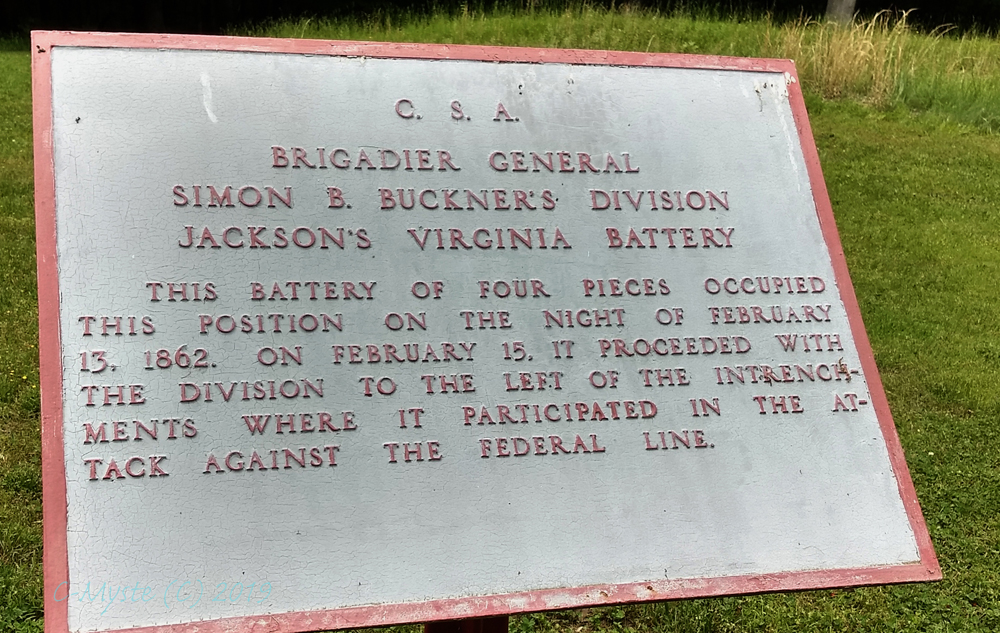 C. S. A.
BRIGADIER GENERAL
SIMON B. BUCKNER'S DIVISION
JACKSON'S VIRGINIA BATTERY
THIS BATTERY OF FOUR PIECES OCCUPIED
THIS POSITION ON THE NIGHT OF FEBRUARY
13, 1862. ON FEBRUARY 15, IT PROCEEDED WITH
THE DIVISION TO THE LEFT OF THE INTRENCH-
MENTS WHERE IT PARTICIPATED IN THE AT-
TACK AGAINST THE FEDERAL LINE.
(C) 2019